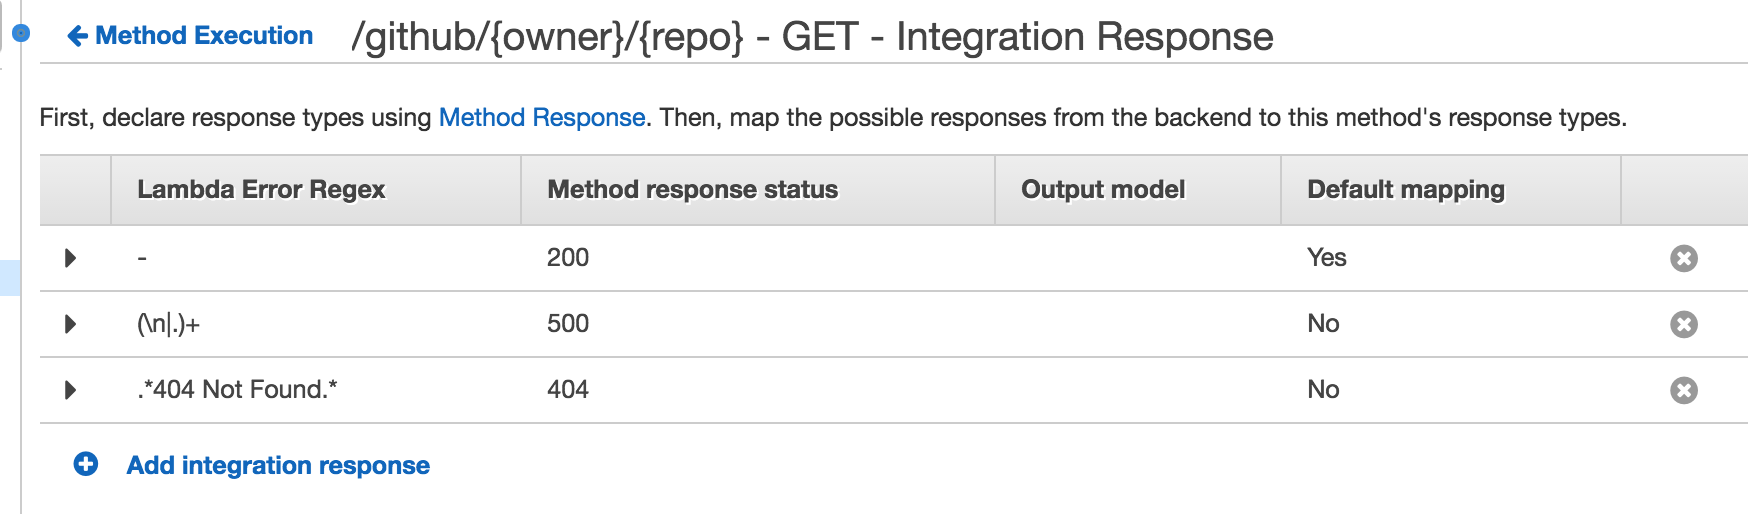 Method Execution /github/{owner}/{repo} - GET - Integration Response
First, declare response types using Method Response. Then, map the possible responses from the backend to this method's response types.
Lambda Error Regex Method response status Output model Default mapping
- 200 Yes
(\n|.)+ 500 No
.*404 Not Found.* 404 No
Add integration response